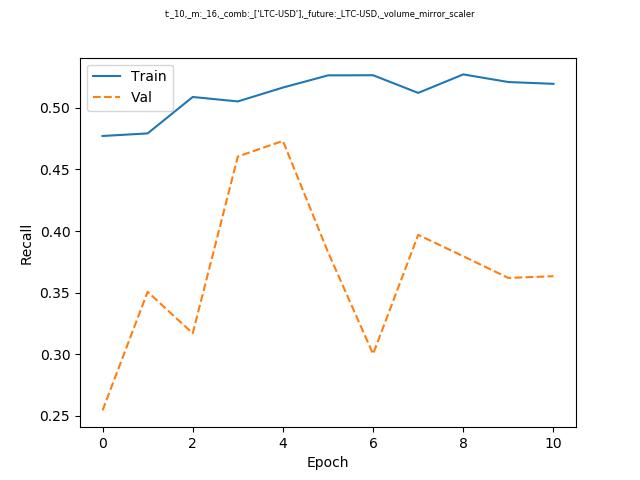 t:_10,_m:_16,_comb:_['LTC-USD'],_future:_LTC-USD,_volume_mirror_scaler
Train
Val
0.50
0.45
0.40
0.35
0.30
0.25
Recall
0 2 4 6 8 10
Epoch